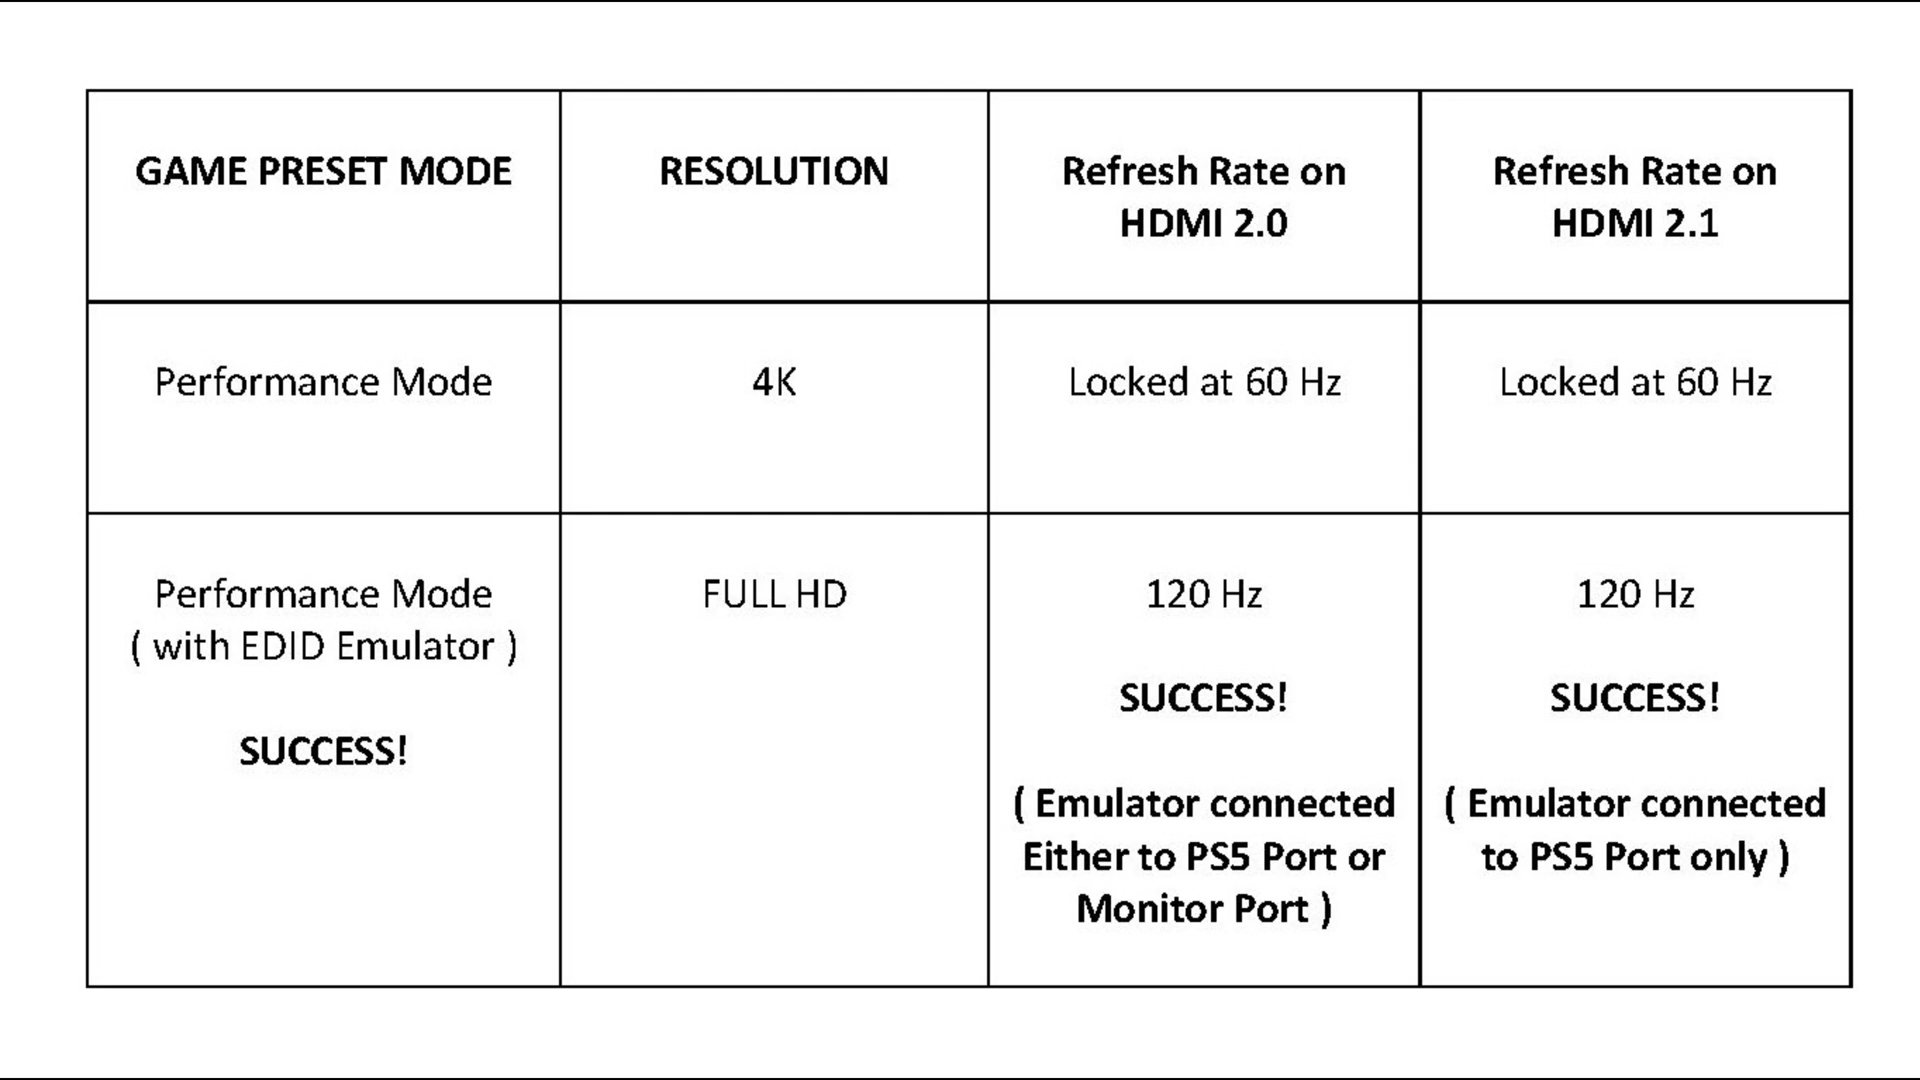 GAME PRESET MODE
RESOLUTION
Refresh Rate on
HDMI 2.0
Refresh Rate on
HDMI 2.1
Performance Mode
4K
Locked at 60 Hz
Locked at 60 Hz
Performance Mode
( with EDID Emulator )
SUCCESS!
FULL HD
120 Hz
SUCCESS!
( Emulator connected
Either to PS5 Port or
Monitor Port )
120 Hz
SUCCESS!
( Emulator connected
to PS5 Port only )